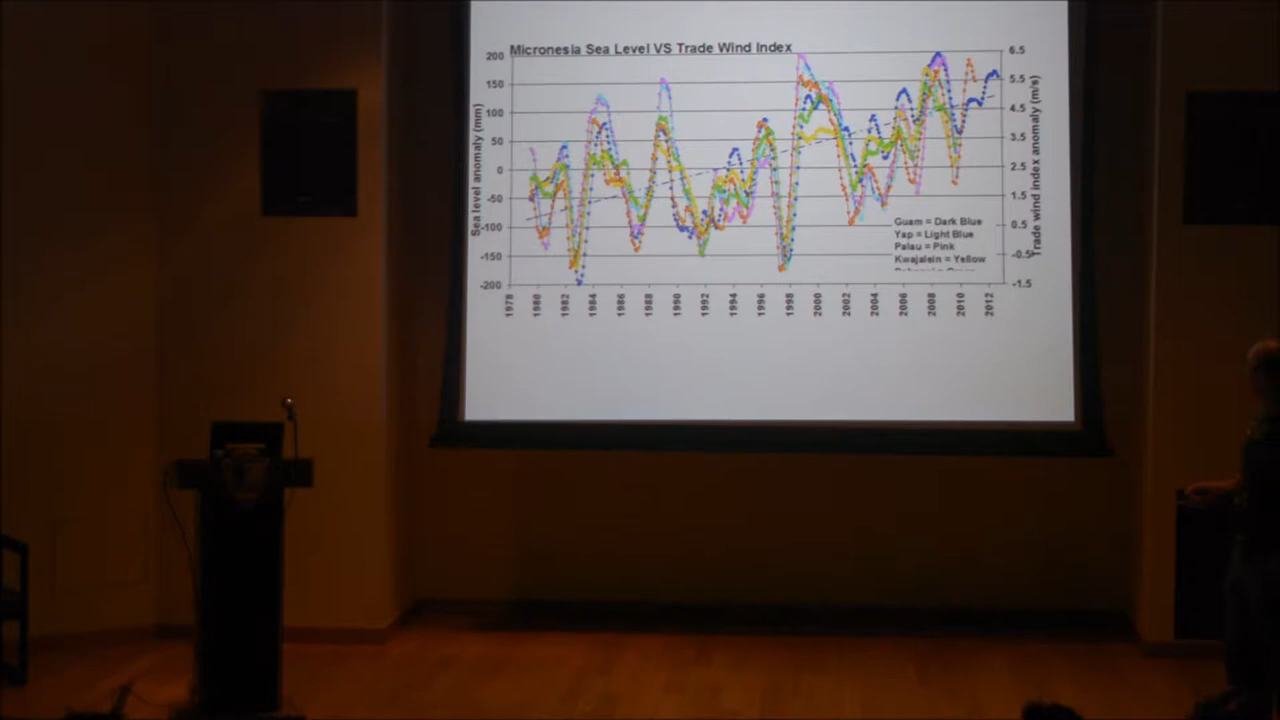 Micronesia Sea Level VS Trade Wind Index
200
150
100
50
0
-50
-100
-150
-200
Sea level anomaly (mm)
6.5
5.5
4.5
3.5
2.5
1.5
0.5
-0.5
-1.5
Trade wind index anomaly (m/s)
Guam = Dark Blue
Yap = Light Blue
Palau = Pink
Kwajalein = Yellow
1978 1980 1982 1984 1986 1988 1990 1992 1994 1996 1998 2000 2002 2004 2006 2008 2010 2012